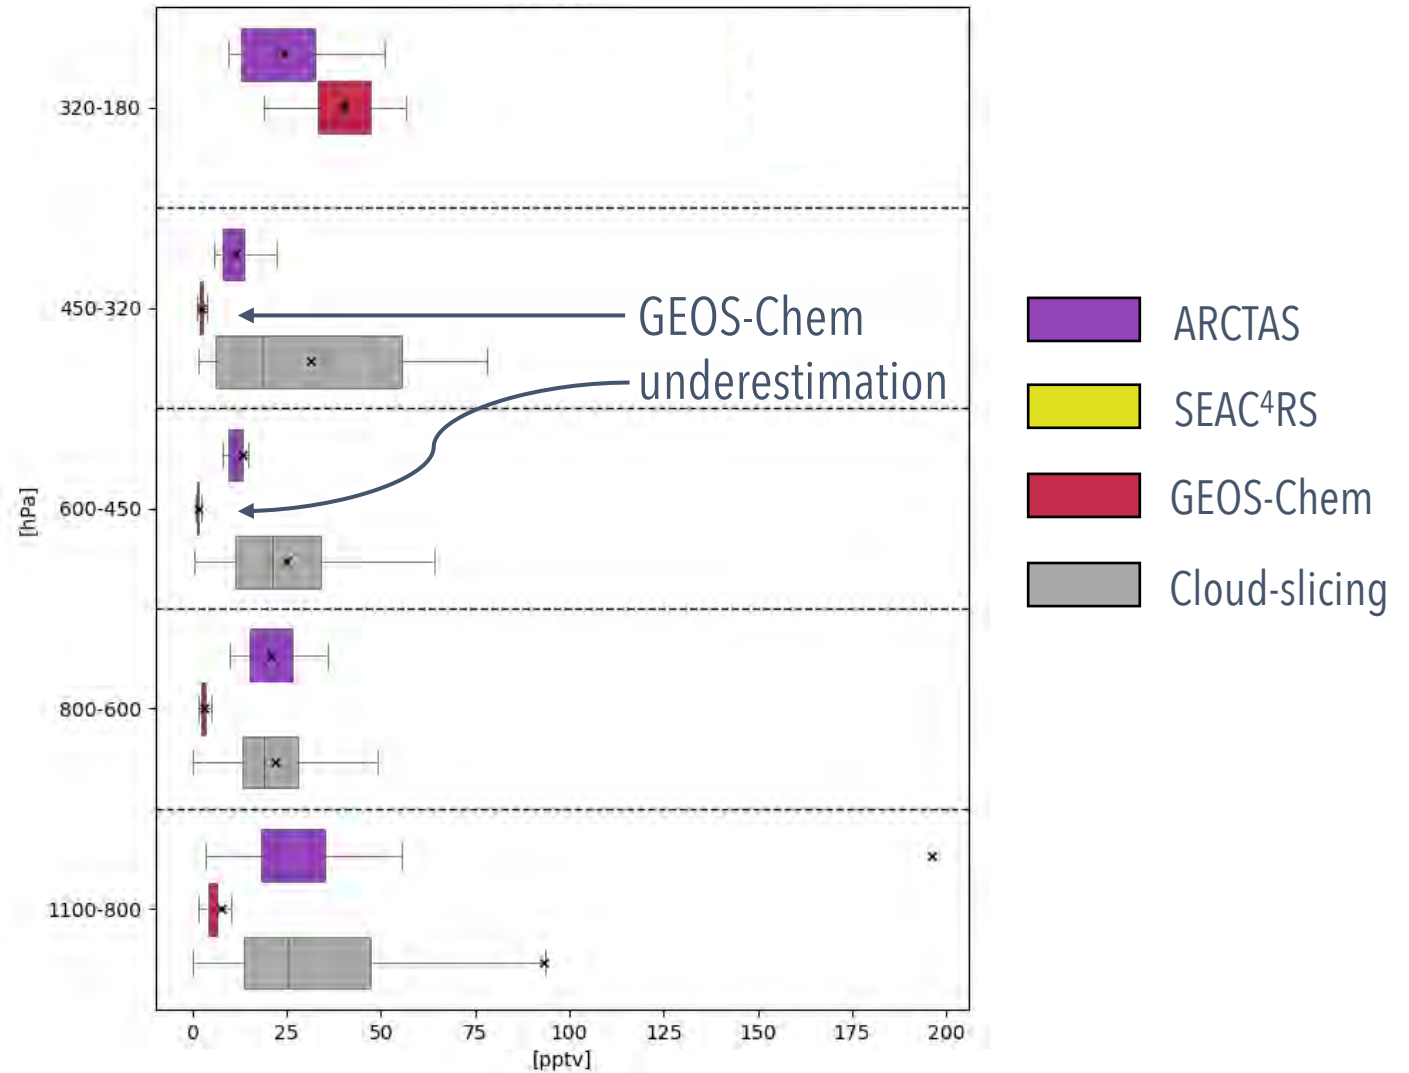 320-180
450-320
600-450
800-600
1100-800
[hPa]
GEOS-Chem
underestimation
0 25 50 75 100 125 150 175 200
[pptv]
ARCTAS
SEAC⁴RS
GEOS-Chem
Cloud-slicing